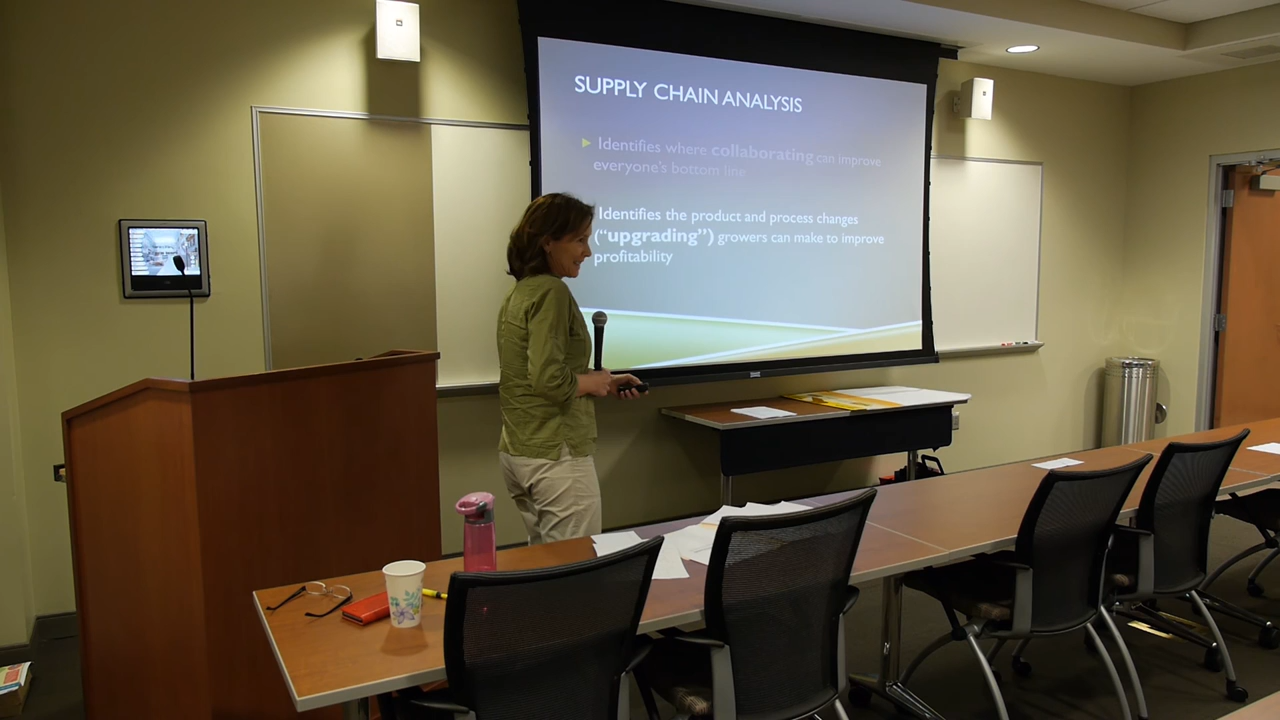 SUPPLY CHAIN ANALYSIS
Identifies where collaborating can improve
everyone's bottom line
Identifies the product and process changes
("upgrading") growers can make to improve
profitability